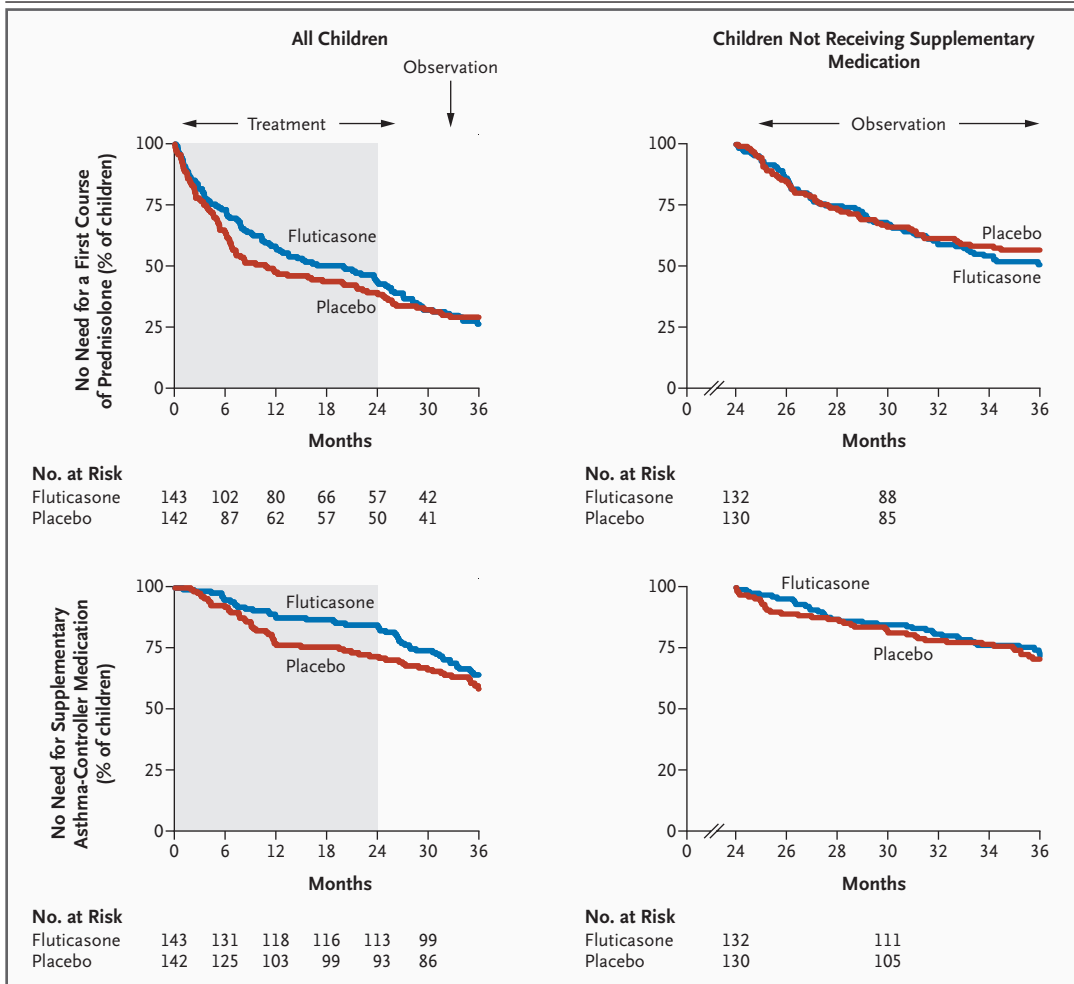 All Children
Observation
Treatment
No Need for a First Course
of Prednisolone (% of children)
100
75
50
25
0
Fluticasone
Placebo
0 6 12 18 24 30 36
Months
No. at Risk
Fluticasone 143 102 80 66 57 42
Placebo 142 87 62 57 50 41
Children Not Receiving Supplementary
Medication
Observation
100
75
50
25
0
Placebo
Fluticasone
0 24 26 28 30 32 34 36
Months
No. at Risk
Fluticasone 132 88
Placebo 130 85
No Need for Supplementary
Asthma-Controller Medication
(% of children)
100
75
50
25
0
Fluticasone
Placebo
0 6 12 18 24 30 36
Months
No. at Risk
Fluticasone 143 131 118 116 113 99
Placebo 142 125 103 99 93 86
100
75
50
20
0
Fluticasone
Placebo
0 24 26 28 30 32 34 36
Months
No. at Risk
Fluticasone 132 111
Placebo 130 105